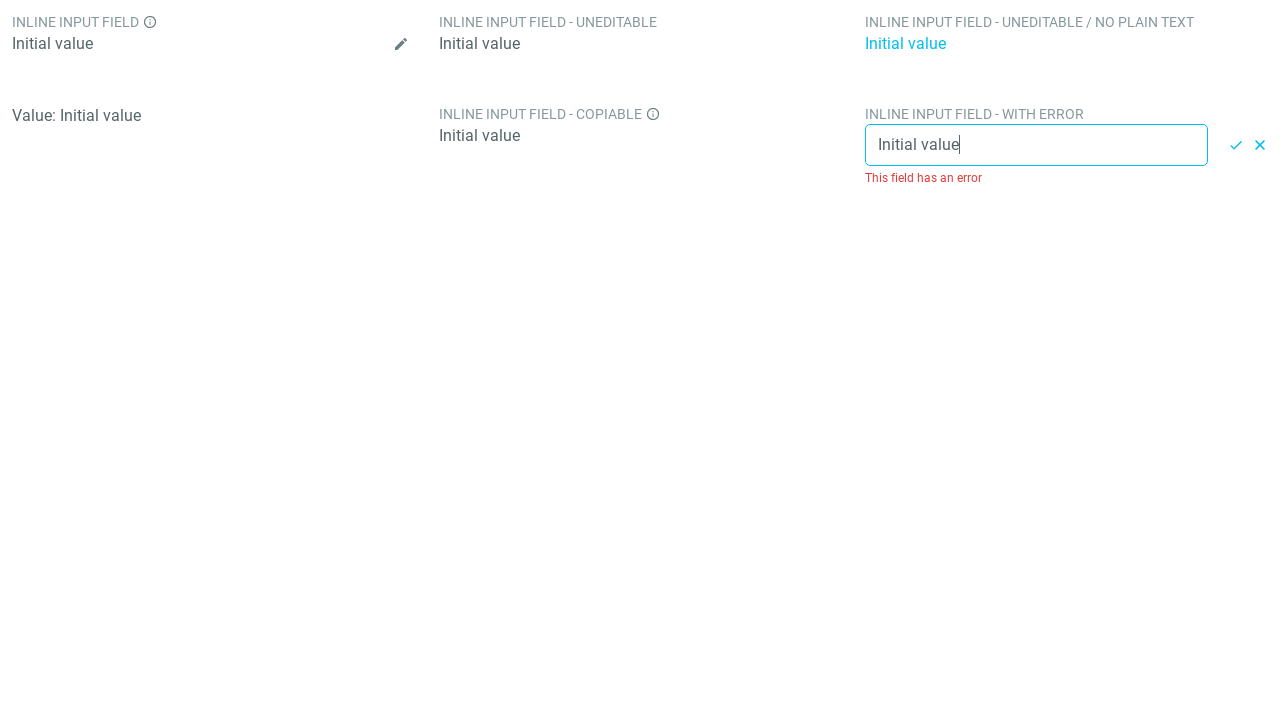 INLINE INPUT FIELD
Initial value
INLINE INPUT FIELD - UNEDITABLE
Initial value
INLINE INPUT FIELD - UNEDITABLE / NO PLAIN TEXT
Initial value
Value: Initial value
INLINE INPUT FIELD - COPIABLE
Initial value
INLINE INPUT FIELD - WITH ERROR
Initial value
This field has an error